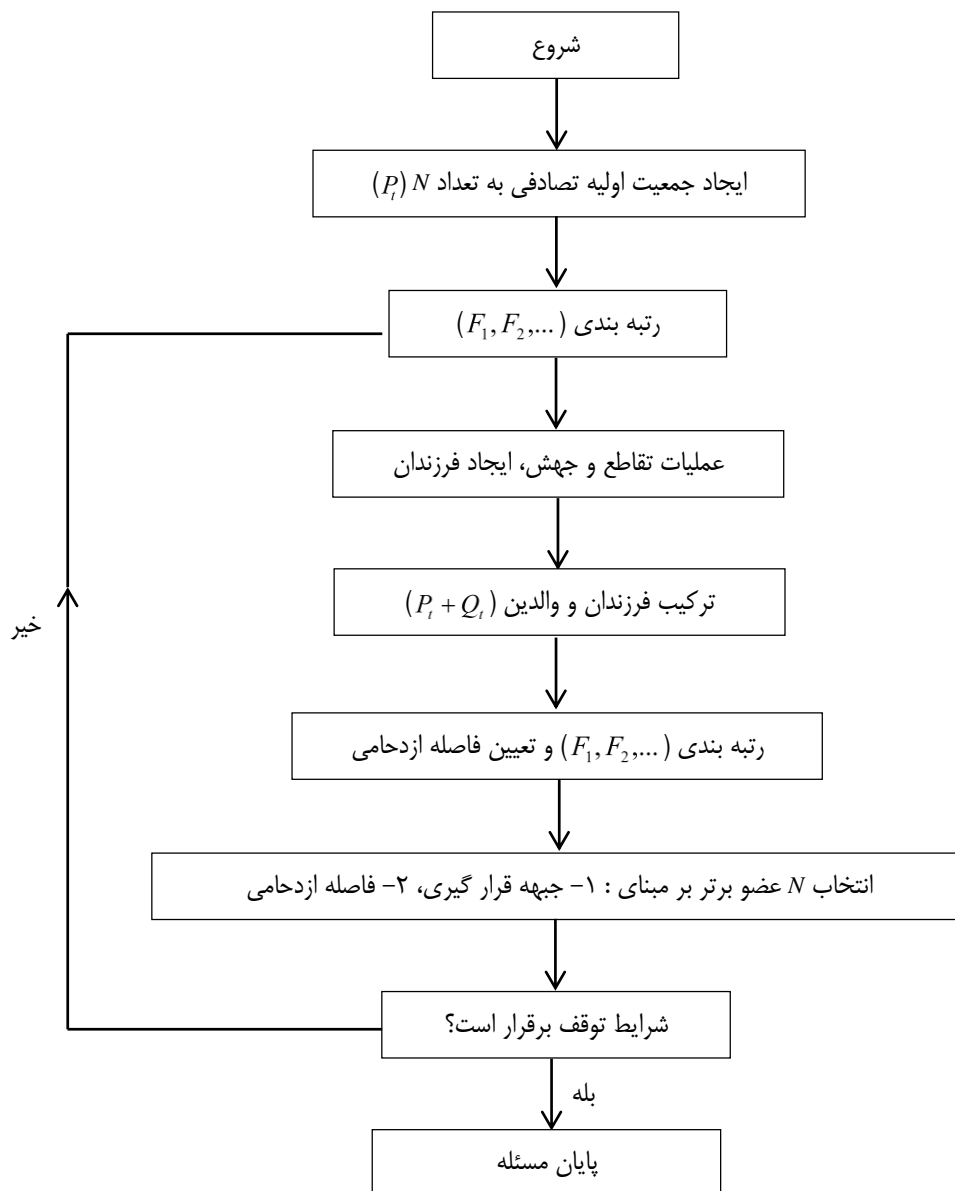 شروع
ایجاد جمعیت اولیه تصادفی به تعداد N (P_t)
رتبه بندی (F_1, F_2,...)
عملیات تقاطع و جهش، ایجاد فرزندان
ترکیب فرزندان و والدین (P_t + Q_t)
خیر
رتبه بندی (F_1, F_2,...) و تعیین فاصله ازدحامی
انتخاب N عضو برتر بر مبنای : ۱- جبهه قرار گیری، ۲- فاصله ازدحامی
شرایط توقف برقرار است؟
بله
پایان مسئله